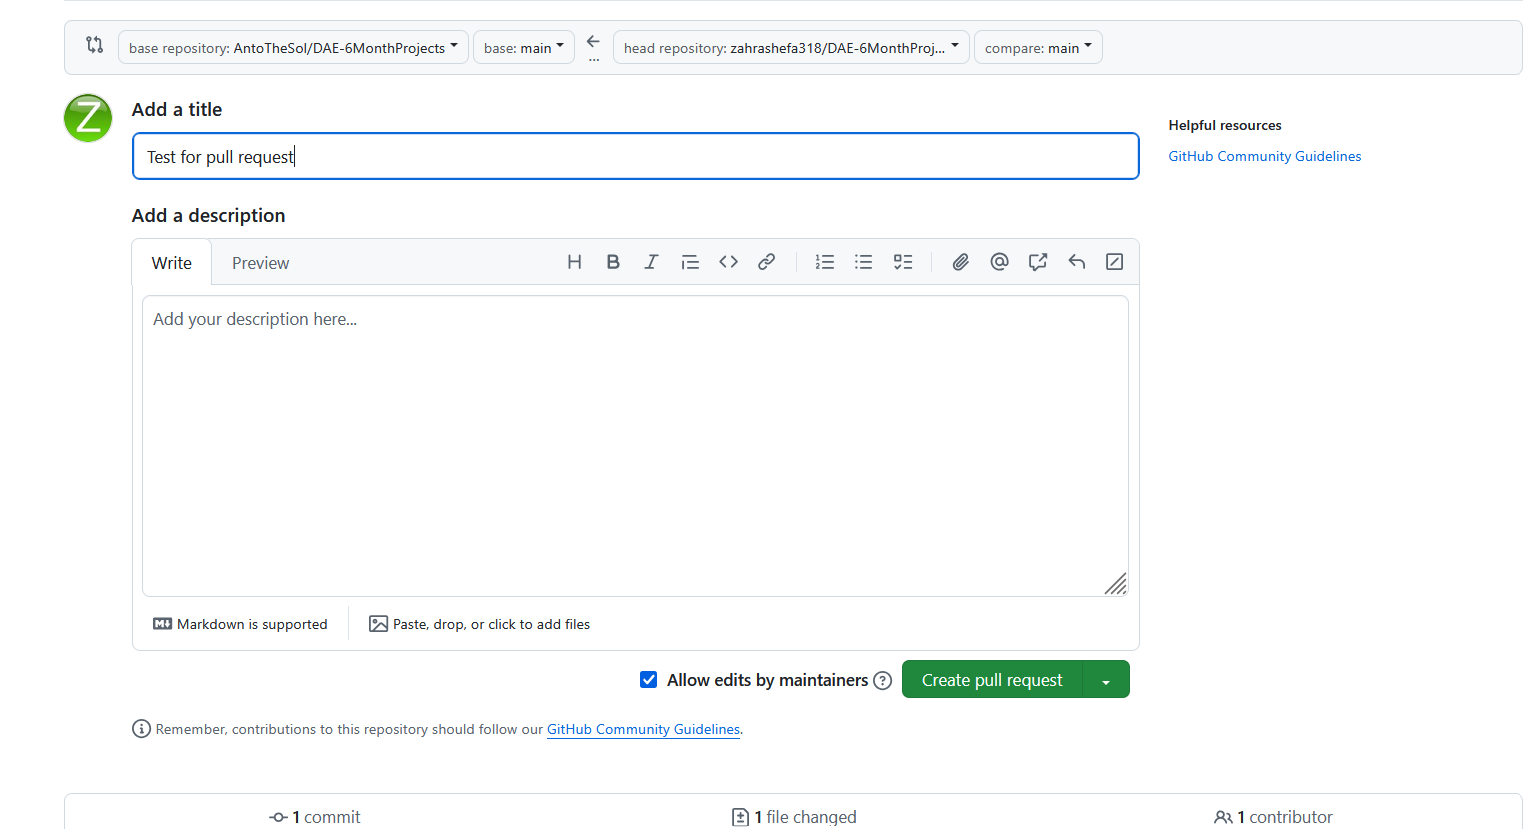 base repository: AntoTheSol/DAE-6MonthProjects base: main ... head repository: zahrashefa318/DAE-6MonthProj... compare: main
Z
Add a title
Helpful resources
Test for pull request
GitHub Community Guidelines
Add a description
Write Preview
Add your description here...
Markdown is supported Paste, drop, or click to add files
Allow edits by maintainers Create pull request
Remember, contributions to this repository should follow our GitHub Community Guidelines.
1 commit 1 file changed 1 contributor